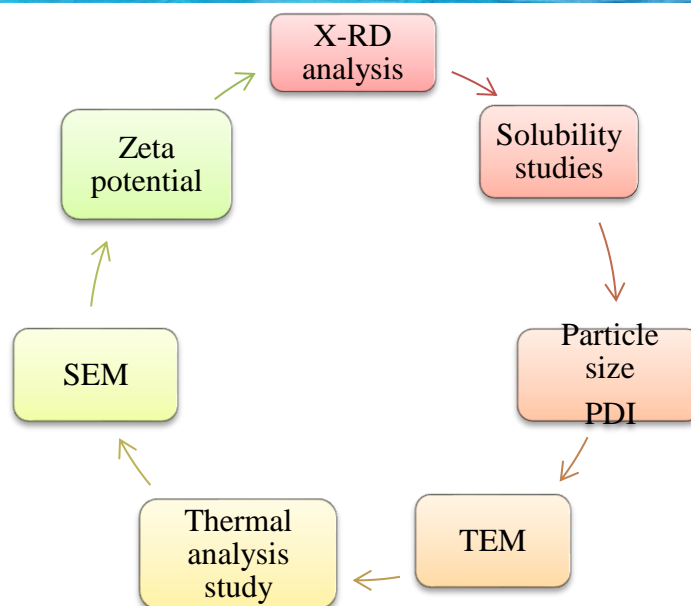 X-RD
analysis
Solubility
studies
Particle
size
PDI
TEM
Thermal
analysis
study
SEM
Zeta
potential